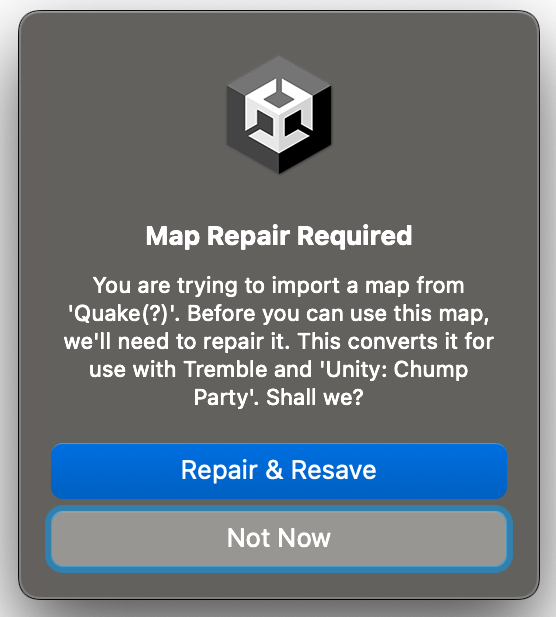 Map Repair Required
You are trying to import a map from
'Quake(?)'. Before you can use this map,
we'll need to repair it. This converts it for
use with Tremble and 'Unity: Chump
Party'. Shall we?
Repair & Resave
Not Now